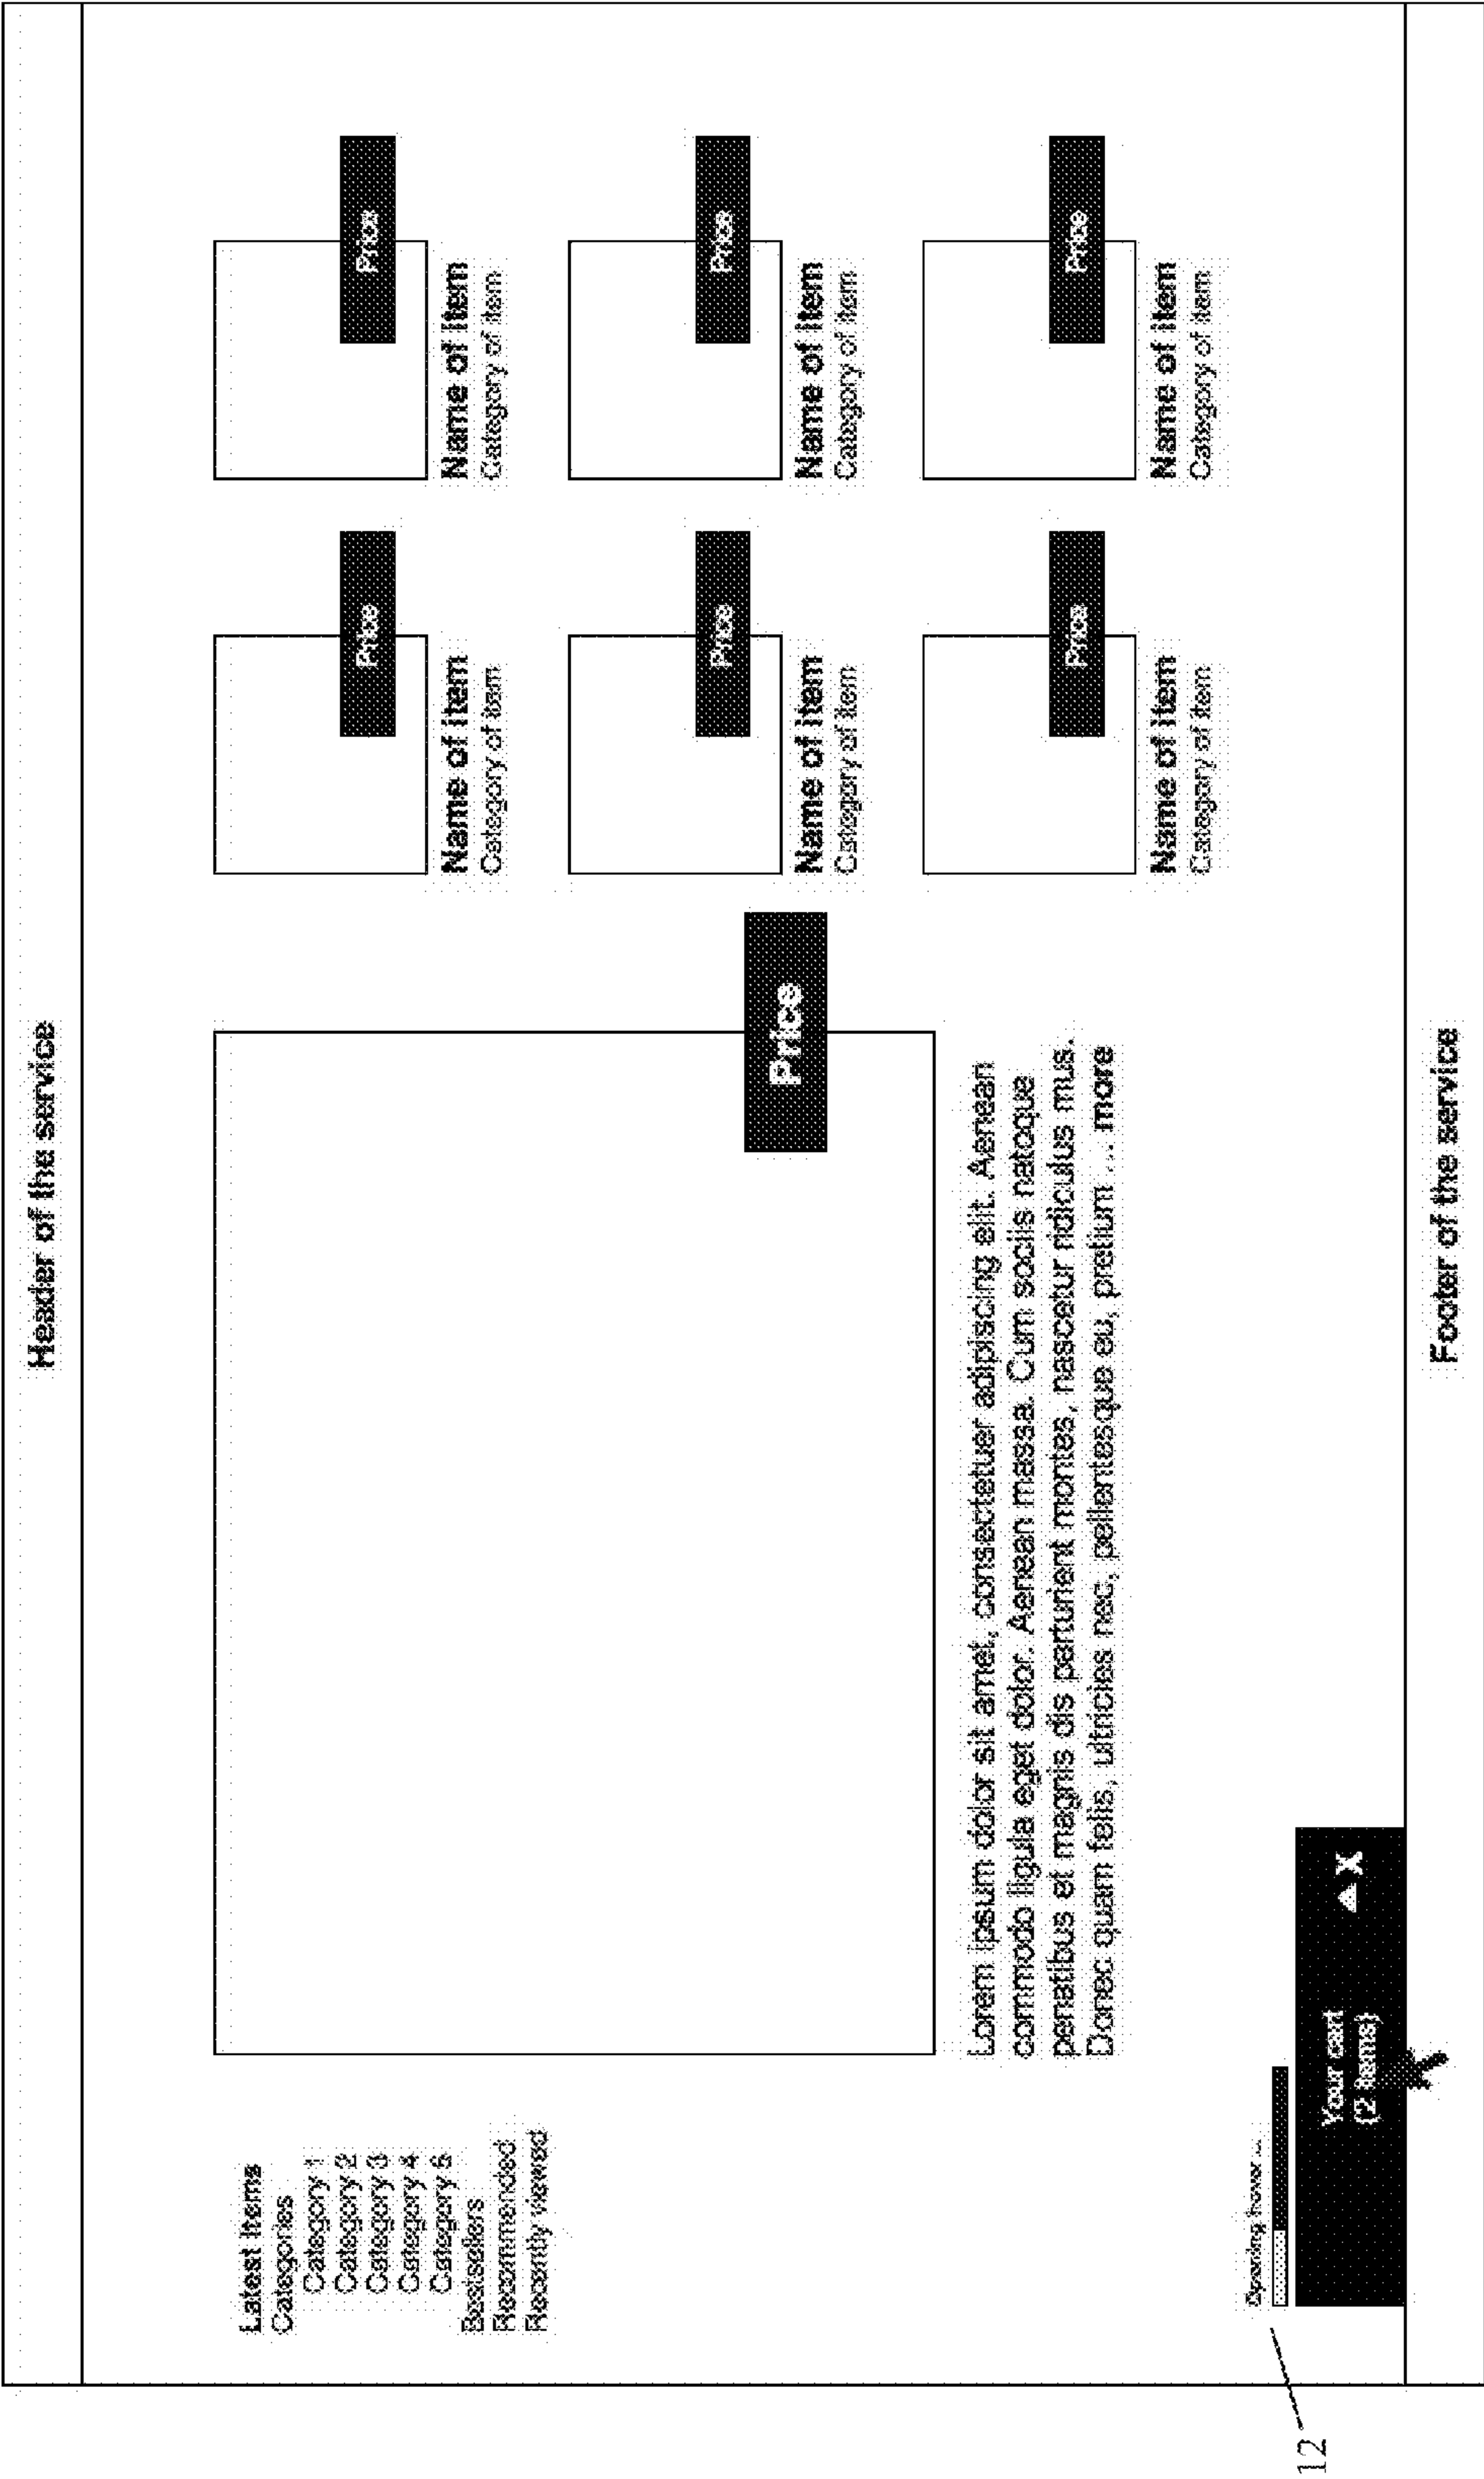 Header of the service
Latest items
Categories
Category 1
Category 2
Category 3
Category 4
Category 5
Bestsellers
Recommended
Recently viewed
Price
Lorem ipsum dolor sit amet, consectetuer adipiscing elit. Aenean
commodo ligula eget dolor. Aenean massa. Cum sociis natoque
penatibus et magnis dis parturient montes, nascetur ridiculus mus.
Donec quam felis, ultricies nec, pellentesque eu, pretium ... more
Price
Name of item
Category of item
Price
Name of item
Category of item
Price
Name of item
Category of item
Price
Name of item
Category of item
Price
Name of item
Category of item
Price
Name of item
Category of item
Opening hover ...
Your cart
(2 items)
X
12
Footer of the service